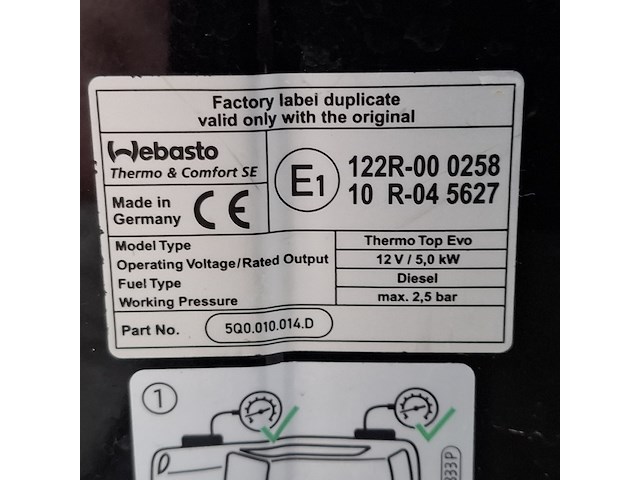 Factory label duplicate
valid only with the original
Webasto
Thermo & Comfort SE
E1
122R-00 0258
10 R-04 5627
Made in
Germany
CE
Model Type
Thermo Top Evo
Operating Voltage/Rated Output
12 V / 5,0 kW
Fuel Type
Diesel
Working Pressure
max. 2,5 bar
Part No.
5Q0.010.014.D
1